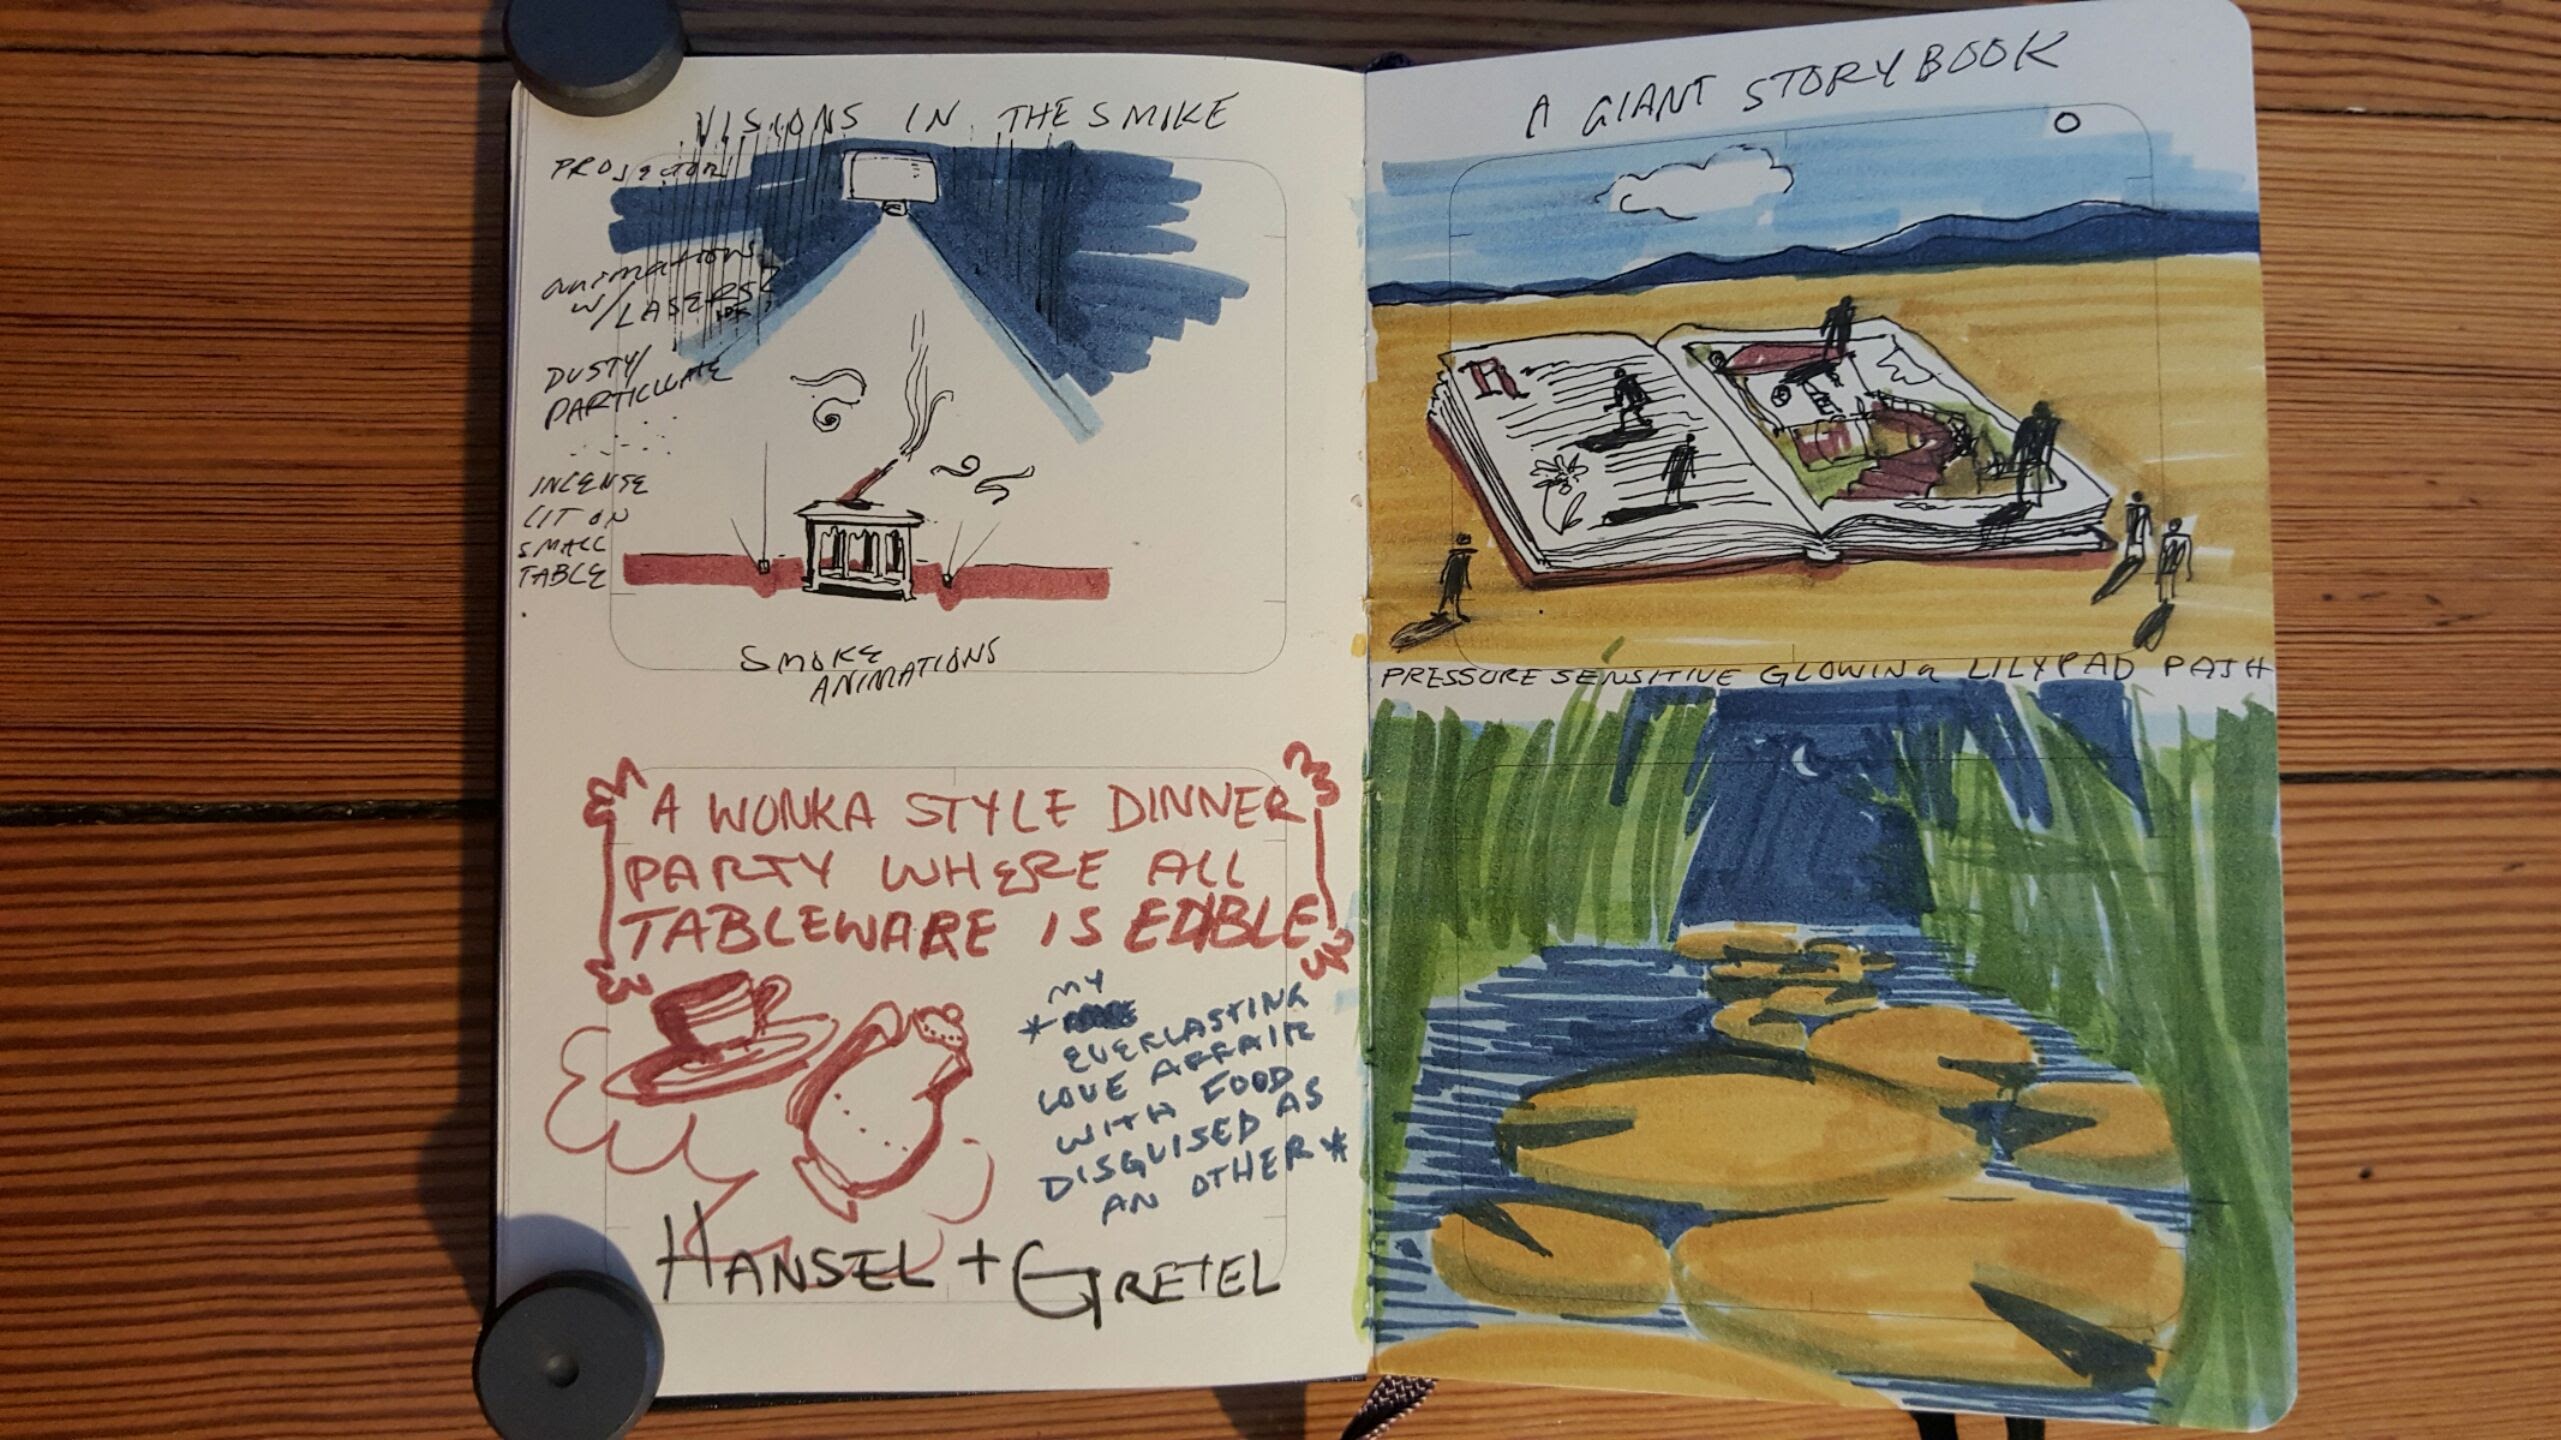 VISIONS IN THE SMIKE
PROJECTOR
animations
w/LASERS?
DUSTY/
PARTICULATE
INCENSE
LIT ON
SMALL
TABLE
SMOKE
ANIMATIONS
A WONKA STYLE DINNER
PARTY WHERE ALL
TABLEWARE IS EDIBLE
* MY
EVERLASTING
LOVE AFFAIR
WITH FOOD
DISGUISED AS
AN OTHER *
HANSEL + GRETEL
A GIANT STORYBOOK
R
PRESSURE SENSITIVE GLOWING LILYPAD PATH